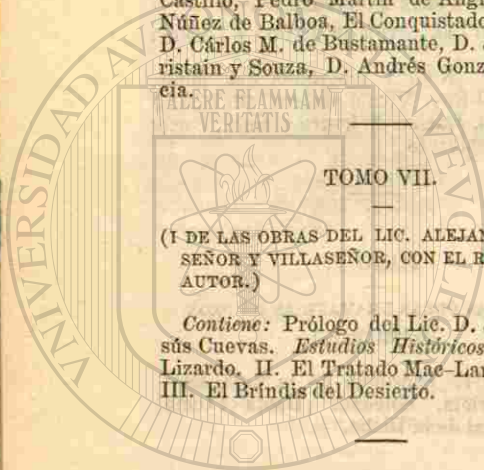 Castillo, Pedro Martir de Angl
Núñez de Balboa, El Conquistado
D. Cárlos M. de Bustamante, D.
ristain y Souza, D. Andrés Gonz
cia.
ALERE FLAMMAM
VERITATIS
TOMO VII.
(I DE LAS OBRAS DEL LIC. ALEJAN
SEÑOR Y VILLASEÑOR, CON EL R
AUTOR.)
Contiene: Prólogo del Lic. D.
sús Cuevas. Estudios Históricos
Lizardo. II. El Tratado Mac-Lan
III. El Bríndis del Desierto.